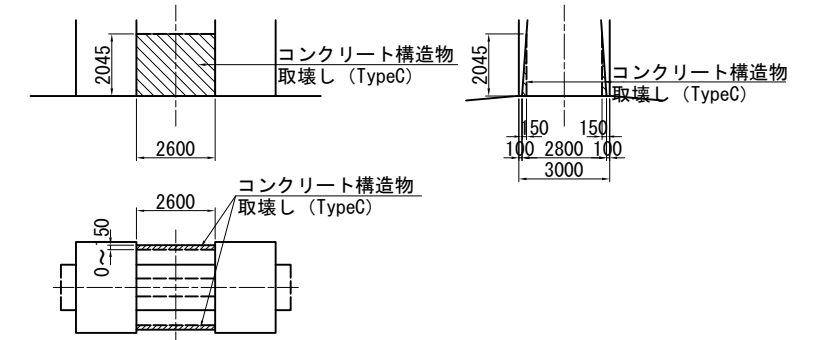 2045
コンクリート構造物
取壊し（TypeC）
2600
2045
コンクリート構造物
取壊し（TypeC）
150 150
100 2800 100
3000
コンクリート構造物
取壊し（TypeC）
2600
0～150